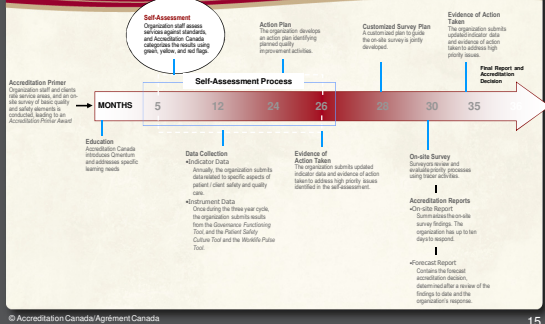 Self-Assessment
Organization staff assess
services against standards,
and Accreditation Canada
categorizes the results using
green, yellow, and red flags.
Action Plan
The organization develops
an action plan identifying
planned quality
improvement activities.
Customized Survey Plan
A customized plan to guide
the on-site survey is jointly
developed.
Evidence of Action
Taken
The organization submits
updated indicator data
and evidence of action
taken to address high
priority issues.
Final Report and
Accreditation
Decision
Accreditation Primer
Organization staff and clients
rate service areas, and an on-
site survey of basic quality
and safety elements is
conducted, leading to an
Accreditation Primer Award
Self-Assessment Process
MONTHS 5 12 24 26 28 30 35
Education
Accreditation Canada
introduces Qmentum
and addresses specific
learning needs
Data Collection
•Indicator Data
Annually, the organization submits
data related to specific aspects of
patient / client safety and quality
care.
•Instrument Data
Once during the three year cycle,
the organization submits results
from the Governance Functioning
Tool, and the Patient Safety
Culture Tool and the Worklife Pulse
Tool.
Evidence of
Action Taken
The organization submits updated
indicator data and evidence of action
taken to address high priority issues
identified in the self-assessment.
On-site Survey
Surveyors review and
evaluate priority processes
using tracer activities.
Accreditation Reports
•On-site Report
Summarizes the on-site
survey findings. The
organization has up to ten
days to respond.
•Forecast Report
Contains the forecast
accreditation decision,
determined after a review of the
findings to date and the
organization's response.
© Accreditation Canada/Agrément Canada
15